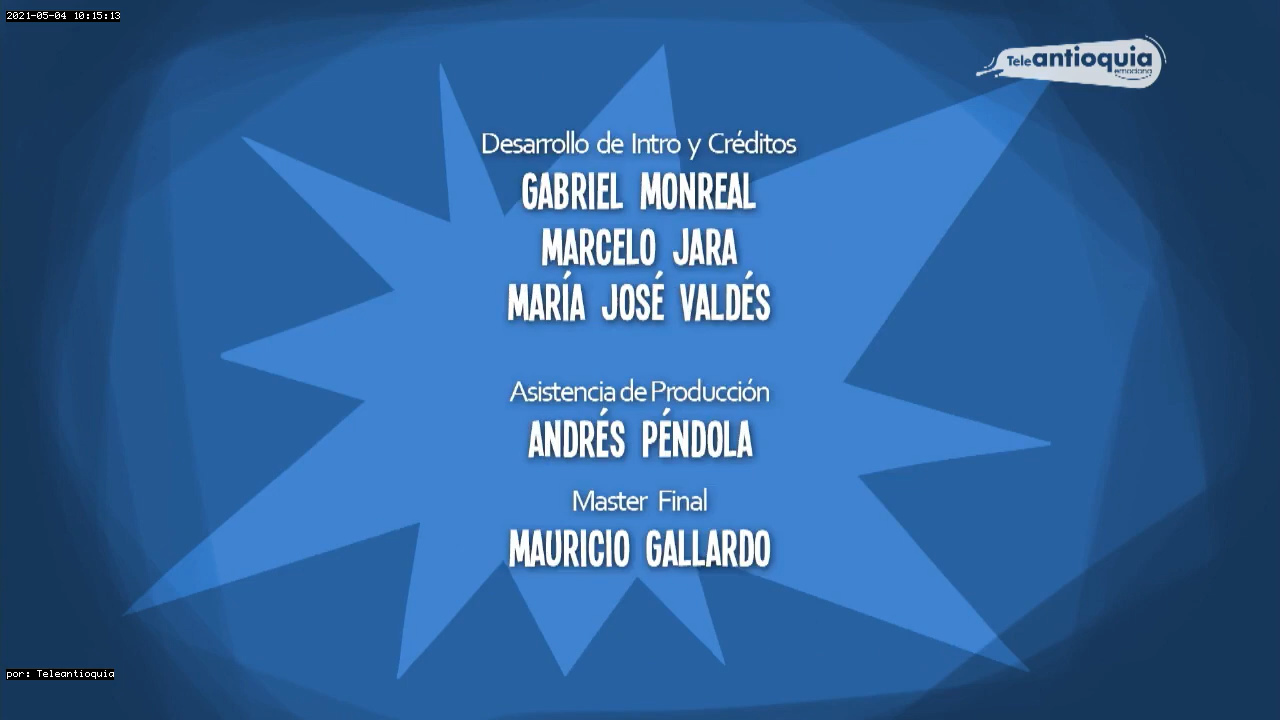 2021-05-04 10:15:13
Teleantioquia
emociona
Desarrollo de Intro y Créditos
GABRIEL MONREAL
MARCELO JARA
MARÍA JOSÉ VALDÉS
Asistencia de Producción
ANDRÉS PÉNDOLA
Master Final
MAURICIO GALLARDO
por: Teleantioquia